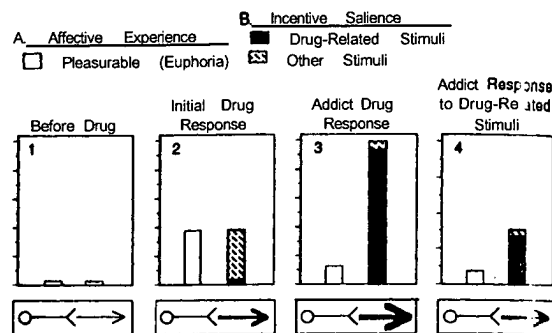 B. Incentive Salience
A. Affective Experience
Drug-Related Stimuli
Pleasurable (Euphoria)
Other Stimuli
Before Drug
Initial Drug
Response
Addict Drug
Response
Addict Response
to Drug-Related
Stimuli
1
2
3
4